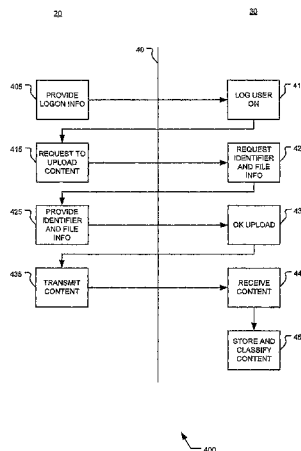 20
30
40
405
PROVIDE
LOGON INFO
LOG USER
ON
415
REQUEST TO
UPLOAD
CONTENT
REQUEST
IDENTIFIER
AND FILE
INFO
425
PROVIDE
IDENTIFIER
AND FILE
INFO
OK UPLOAD
435
TRANSMIT
CONTENT
RECEIVE
CONTENT
STORE AND
CLASSIFY
CONTENT
400